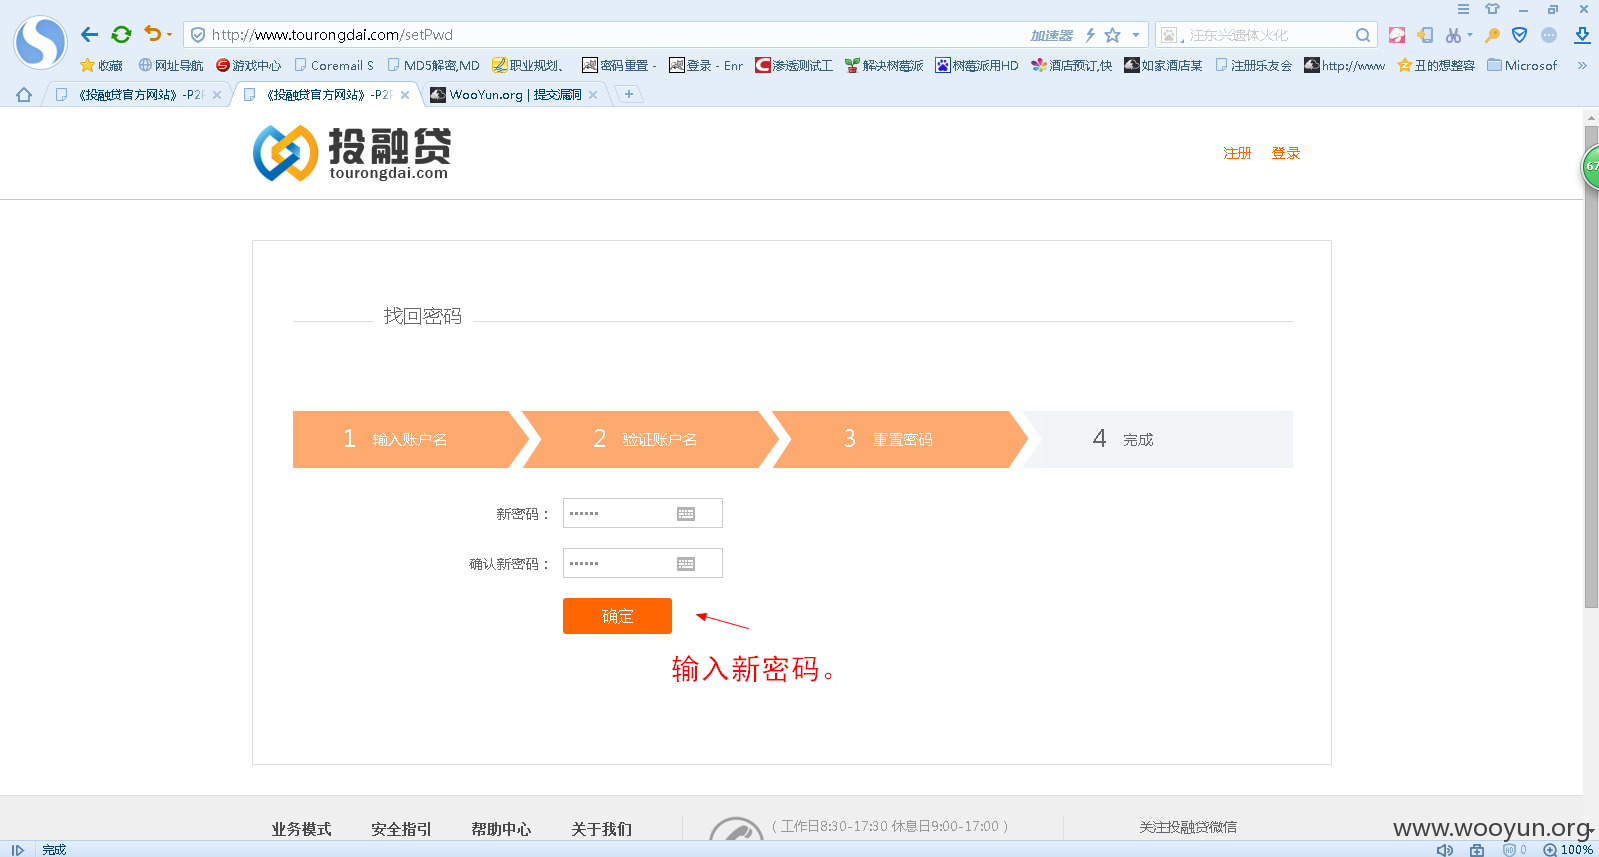 http://www.tourongdai.com/setPwd
加速器
汪东兴遗体火化
收藏
网址导航
游戏中心
Coremail S
MD5解密,MD
职业规划、
密码重置 -
登录 - Enr
渗透测试工
解决树莓派
树莓派用HD
酒店预订,快
如家酒店某
注册乐友会
http://www
丑的想整容
Microsof
《投融贷官方网站》-P2P
《投融贷官方网站》-P2P
WooYun.org | 提交漏洞
投融贷
tourongdai.com
注册
登录
67
找回密码
1 输入账户名
2 验证账户名
3 重置密码
4 完成
新密码：
确认新密码：
确定
输入新密码。
业务模式
安全指引
帮助中心
关于我们
（工作日8:30-17:30 休息日9:00-17:00）
关注投融贷微信
www.wooyun.org
完成
0
100%